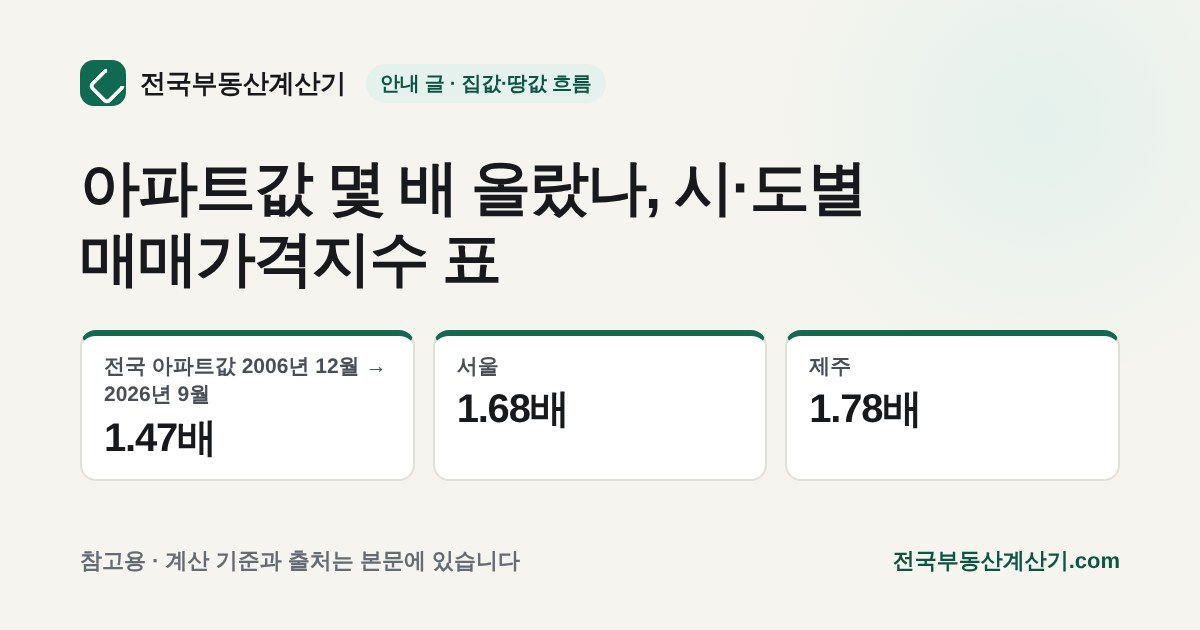 전국부동산계산기
안내 글 · 집값·땅값 흐름
아파트값 몇 배 올랐나, 시·도별
매매가격지수 표
전국 아파트값 2006년 12월 →
2026년 9월
1.47배
서울
1.68배
제주
1.78배
참고용 · 계산 기준과 출처는 본문에 있습니다
전국부동산계산기.com